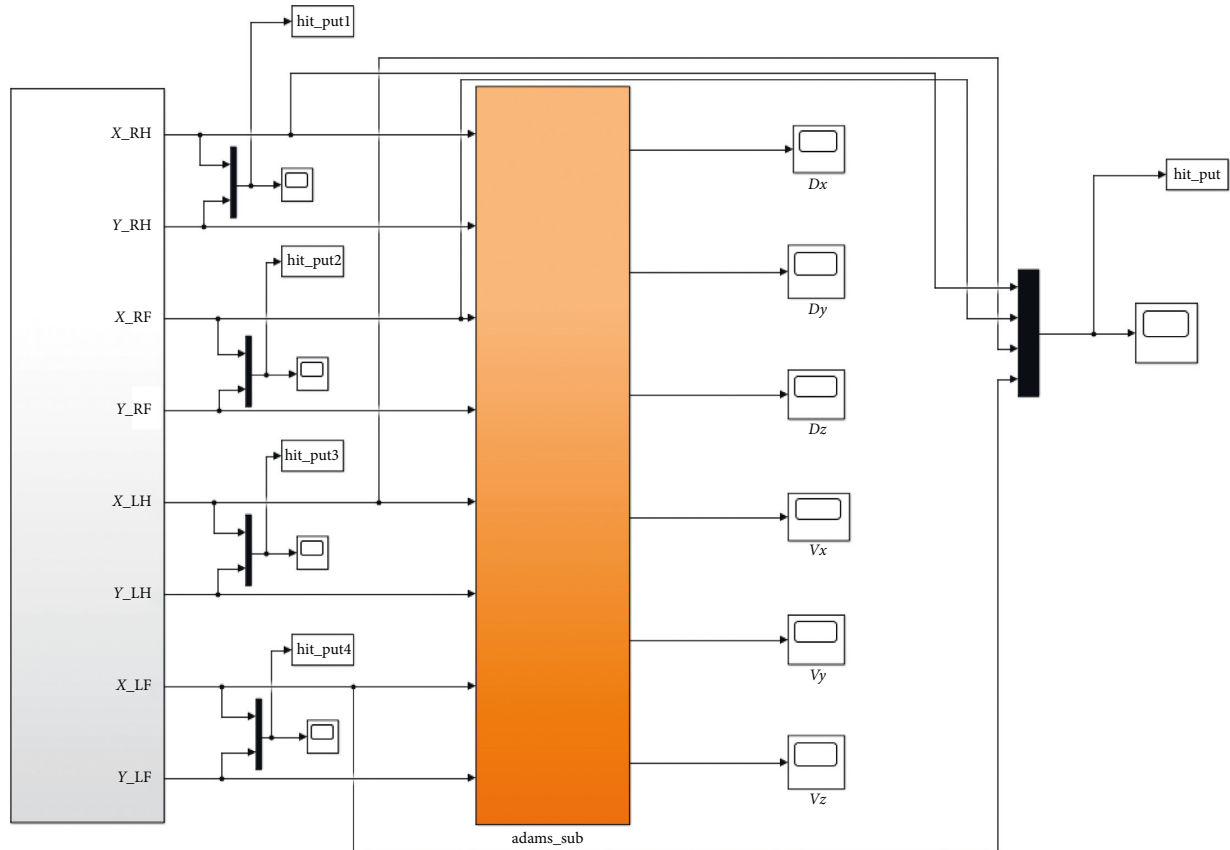 hit_put1
X_RH
Y_RH
hit_put2
X_RF
Y_RF
hit_put3
X_LH
Y_LH
hit_put4
X_LF
Y_LF
adams_sub
Dx
Dy
Dz
Vx
Vy
Vz
hit_put